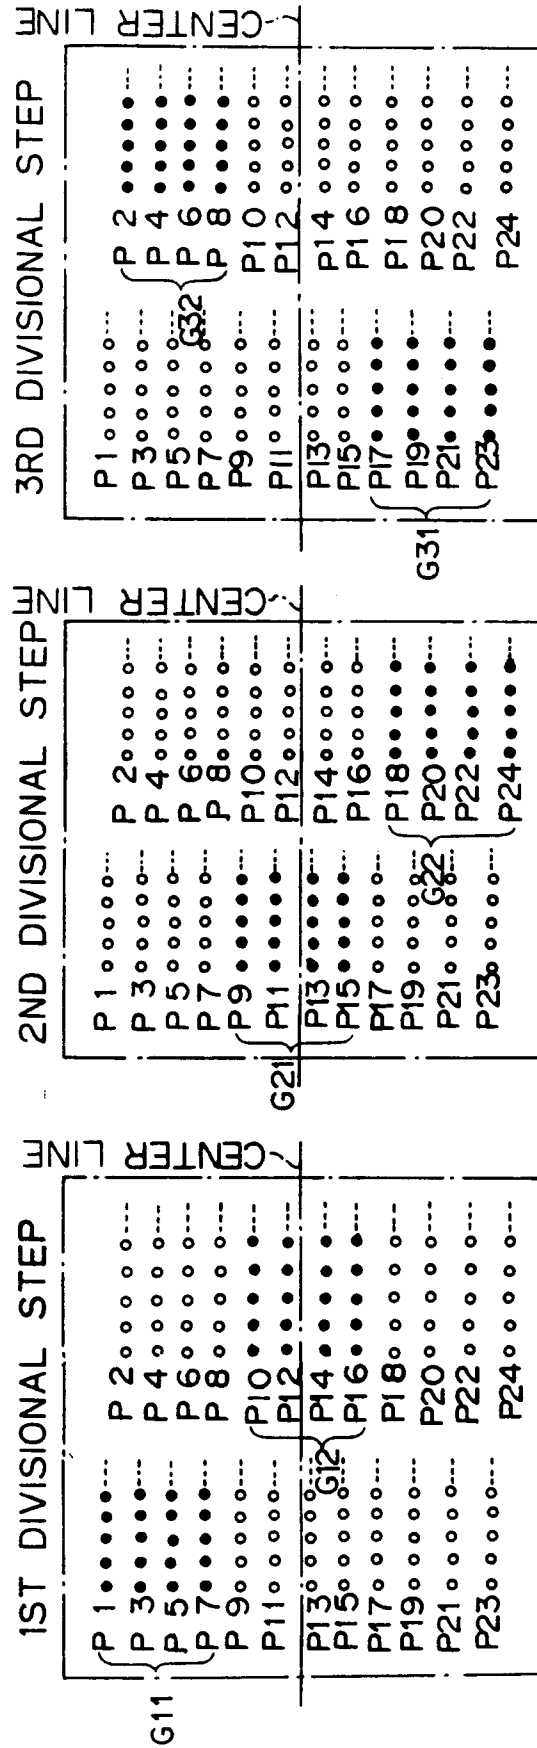 1ST DIVISIONAL STEP
CENTER LINE
P 1
P 3
P 5
P 7
P 9
P11
P13
P15
P17
P19
P21
P23
G11
P 2
P 4
P 6
P 8
P10
P12
P14
P16
P18
P20
P22
P24
G12
2ND DIVISIONAL STEP
CENTER LINE
P 1
P 3
P 5
P 7
P 9
P11
P13
P15
P17
P19
P21
P23
G21
P 2
P 4
P 6
P 8
P10
P12
P14
P16
P18
P20
P22
P24
G22
3RD DIVISIONAL STEP
CENTER LINE
P 1
P 3
P 5
P 7
P9
P11
P13
P15
P17
P19
P21
P23
G31
P 2
P 4
P 6
P 8
P10
P12
P14
P16
P18
P20
P22
P24
G32